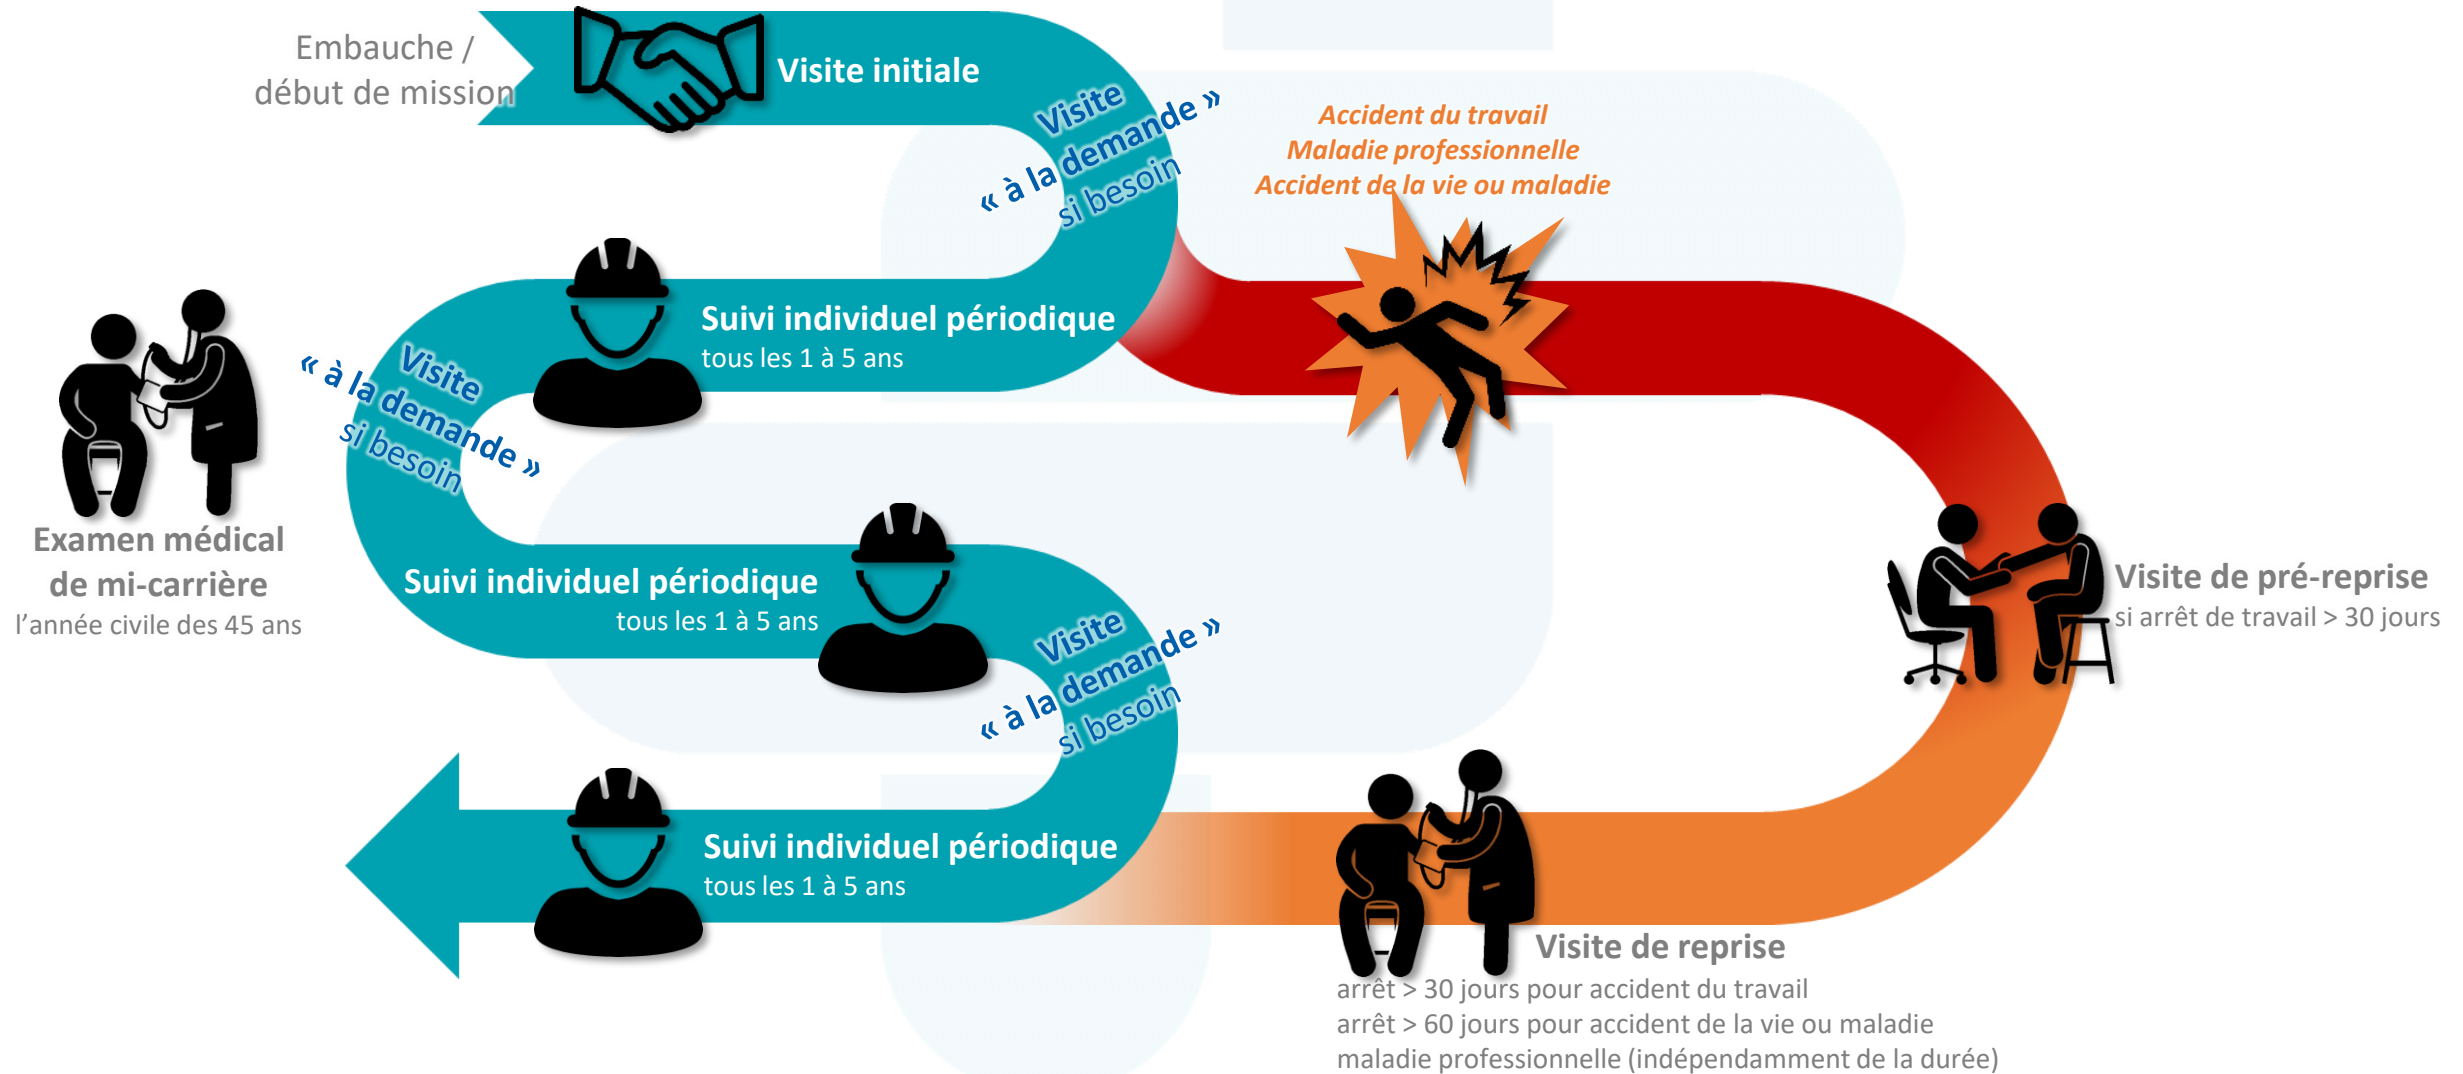 Embauche /
début de mission
Visite initiale
Visite
« à la demande »
si besoin
Accident du travail
Maladie professionnelle
Accident de la vie ou maladie
Suivi individuel périodique
tous les 1 à 5 ans
Visite
« à la demande »
si besoin
Examen médical
de mi-carrière
l'année civile des 45 ans
Suivi individuel périodique
tous les 1 à 5 ans
Visite
« à la demande »
si besoin
Visite de pré-reprise
si arrêt de travail > 30 jours
Suivi individuel périodique
tous les 1 à 5 ans
Visite de reprise
arrêt > 30 jours pour accident du travail
arrêt > 60 jours pour accident de la vie ou maladie
maladie professionnelle (indépendamment de la durée)